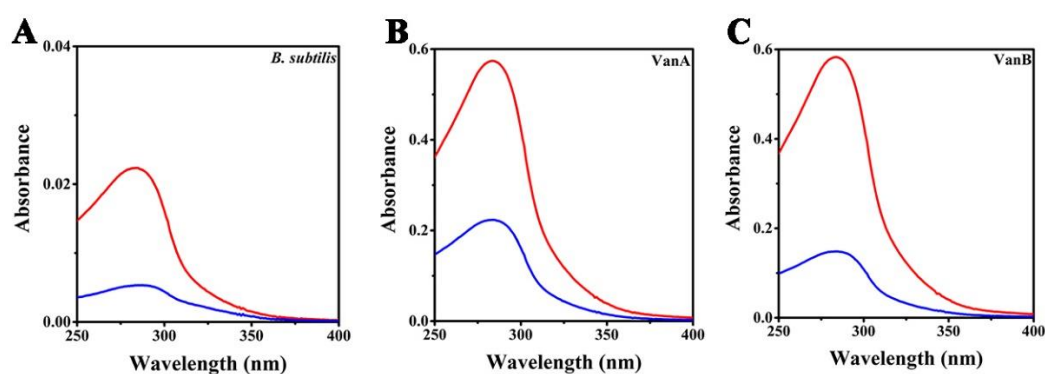 A
B. subtilis
0.04
0.02
0.00
Absorbance
250 300 350 400
Wavelength (nm)
B
VanA
0.6
0.4
0.2
0.0
Absorbance
250 300 350 400
Wavelength (nm)
C
VanB
0.6
0.4
0.2
0.0
Absorbance
250 300 350 400
Wavelength (nm)